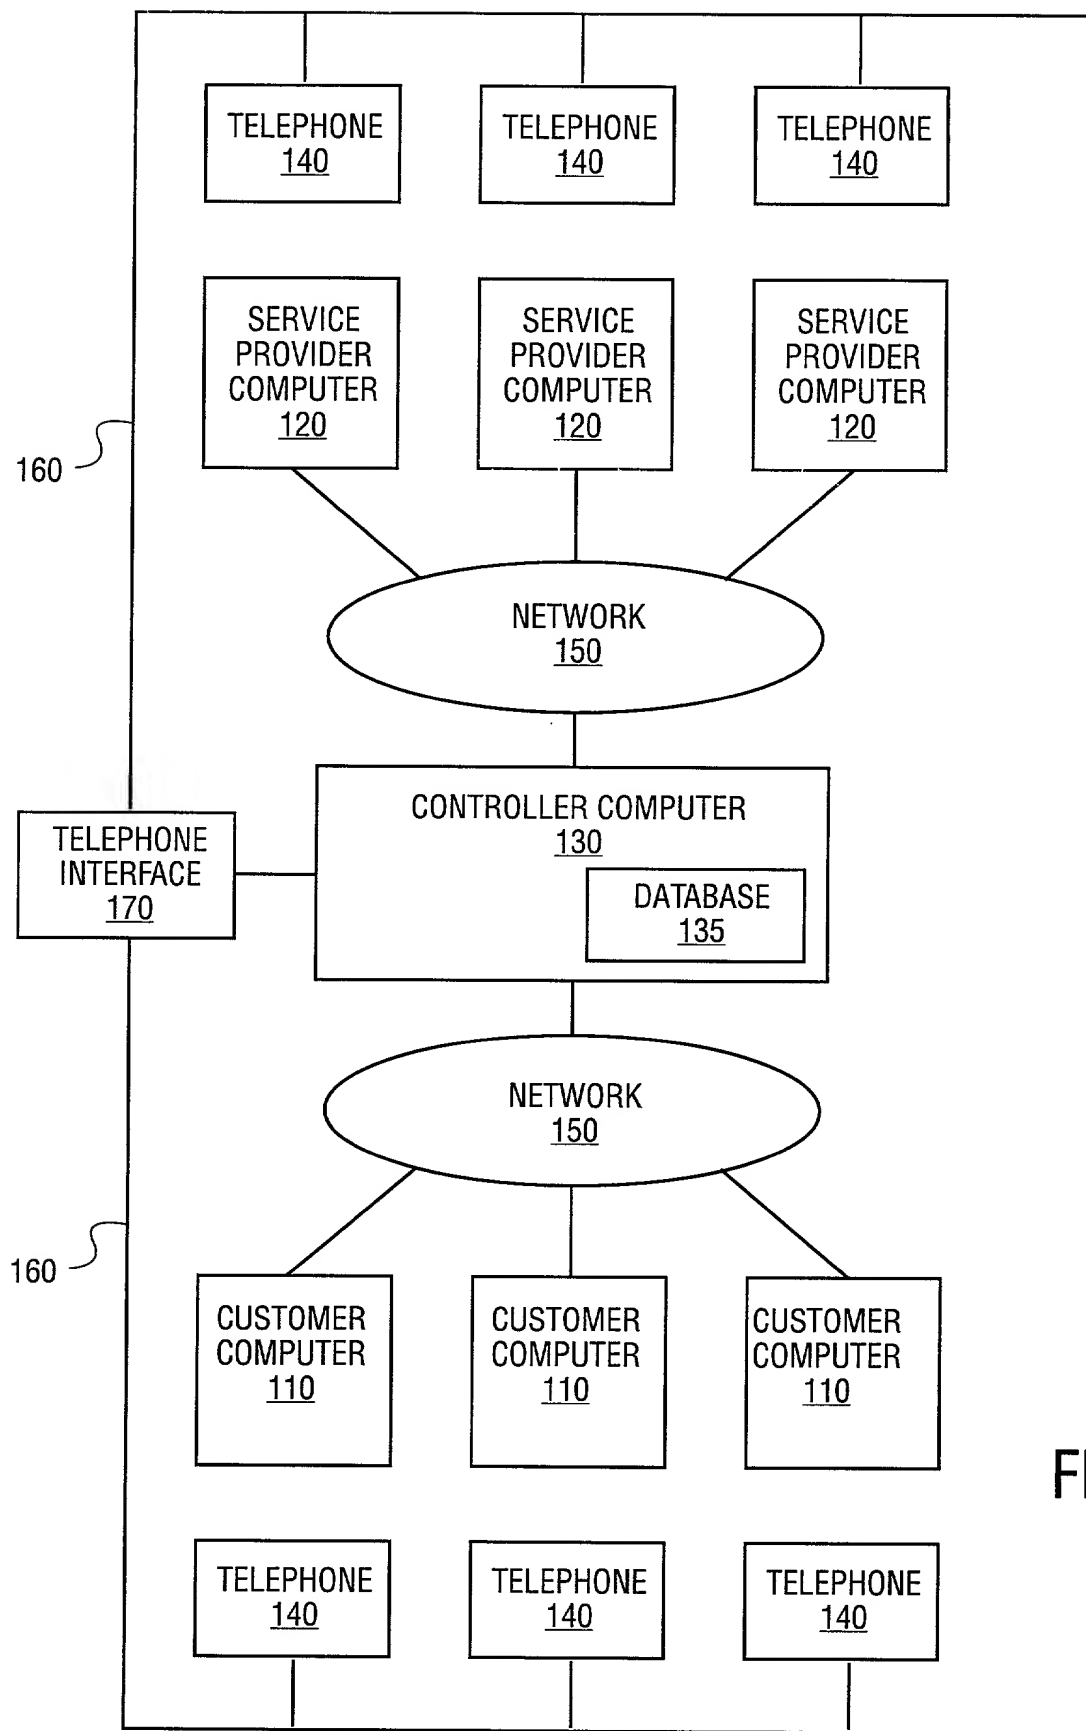 TELEPHONE
140
TELEPHONE
140
TELEPHONE
140
SERVICE
PROVIDER
COMPUTER
120
SERVICE
PROVIDER
COMPUTER
120
SERVICE
PROVIDER
COMPUTER
120
160
NETWORK
150
CONTROLLER COMPUTER
130
DATABASE
135
TELEPHONE
INTERFACE
170
NETWORK
150
160
CUSTOMER
COMPUTER
110
CUSTOMER
COMPUTER
110
CUSTOMER
COMPUTER
110
TELEPHONE
140
TELEPHONE
140
TELEPHONE
140